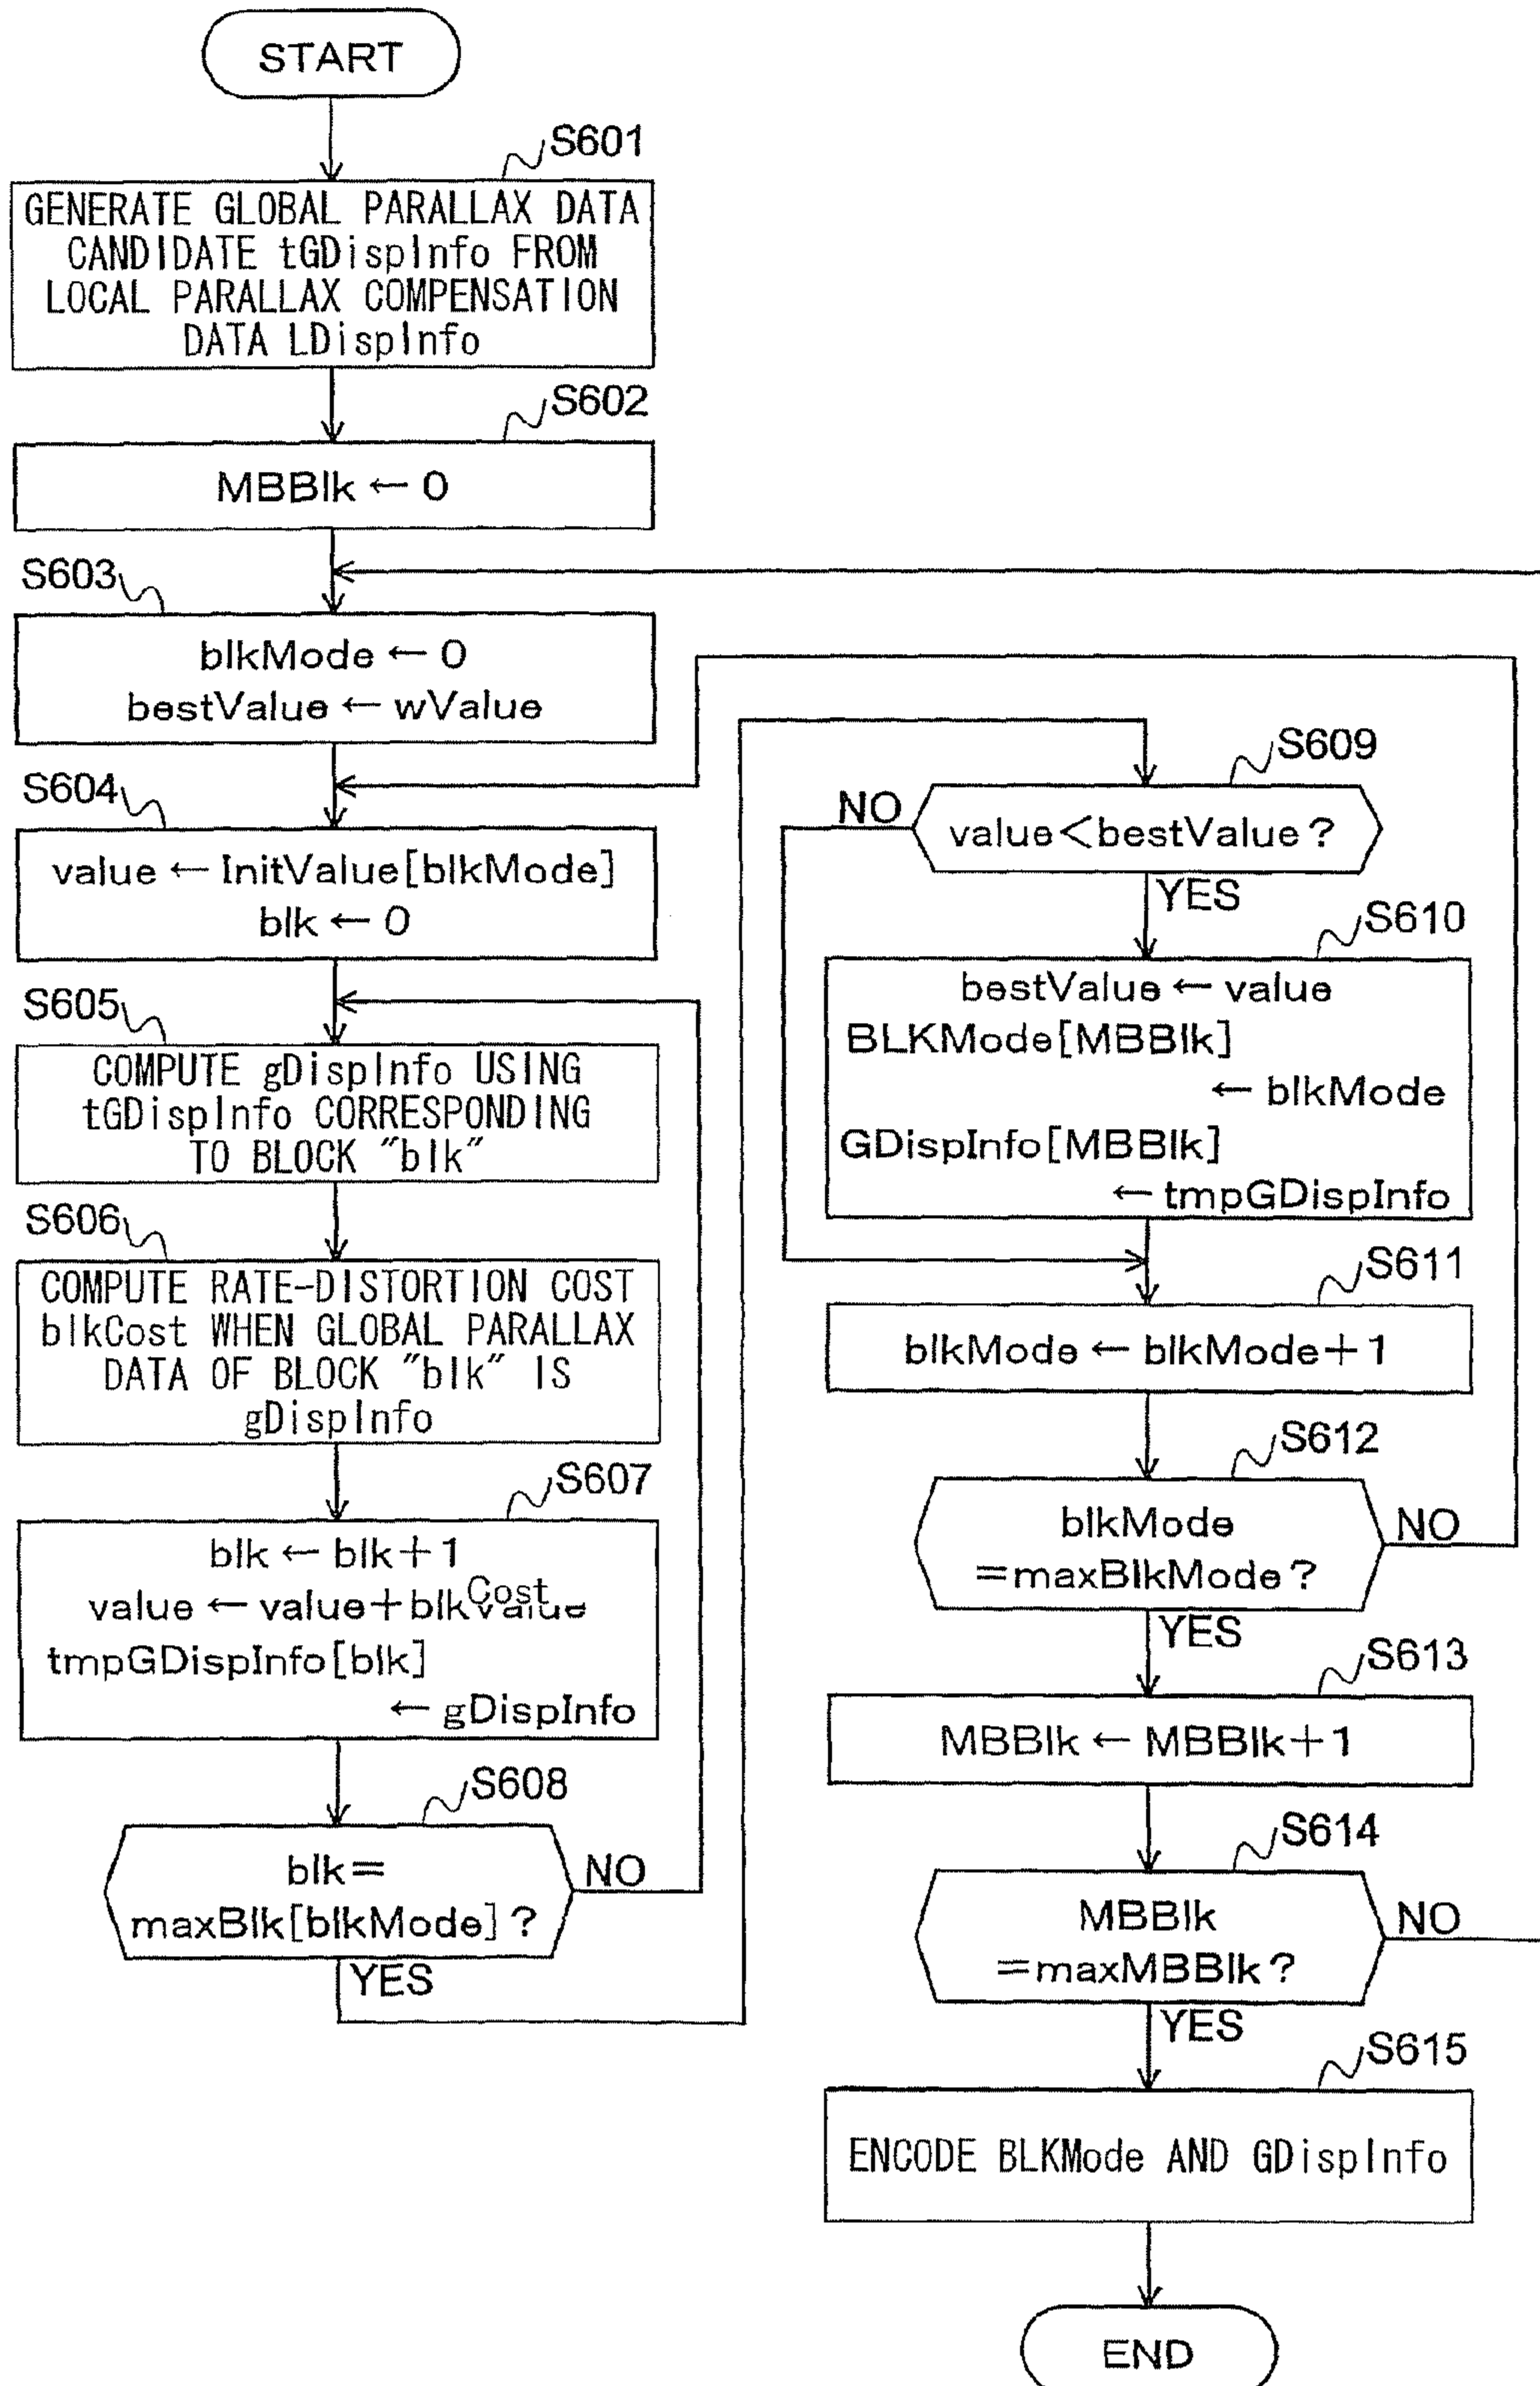 START
S601
GENERATE GLOBAL PARALLAX DATA
CANDIDATE tGDispInfo FROM
LOCAL PARALLAX COMPENSATION
DATA LDispInfo
S602
MBBlk ← 0
S603
blkMode ← 0
bestValue ← wValue
S604
value ← InitValue[blkMode]
blk ← 0
S605
COMPUTE gDispInfo USING
tGDispInfo CORRESPONDING
TO BLOCK "blk"
S606
COMPUTE RATE-DISTORTION COST
blkCost WHEN GLOBAL PARALLAX
DATA OF BLOCK "blk" IS
gDispInfo
S607
blk ← blk+1
value ← value+blkCost
tmpGDispInfo[blk]
← gDispInfo
S608
blk=
maxBlk[blkMode]?
NO
YES
S609
value<bestValue?
NO
YES
S610
bestValue ← value
BLKMode[MBBlk]
← blkMode
GDispInfo[MBBlk]
← tmpGDispInfo
S611
blkMode ← blkMode+1
S612
blkMode
=maxBlkMode?
NO
YES
S613
MBBlk ← MBBlk+1
S614
MBBlk
=maxMBBlk?
NO
YES
S615
ENCODE BLKMode AND GDispInfo
END